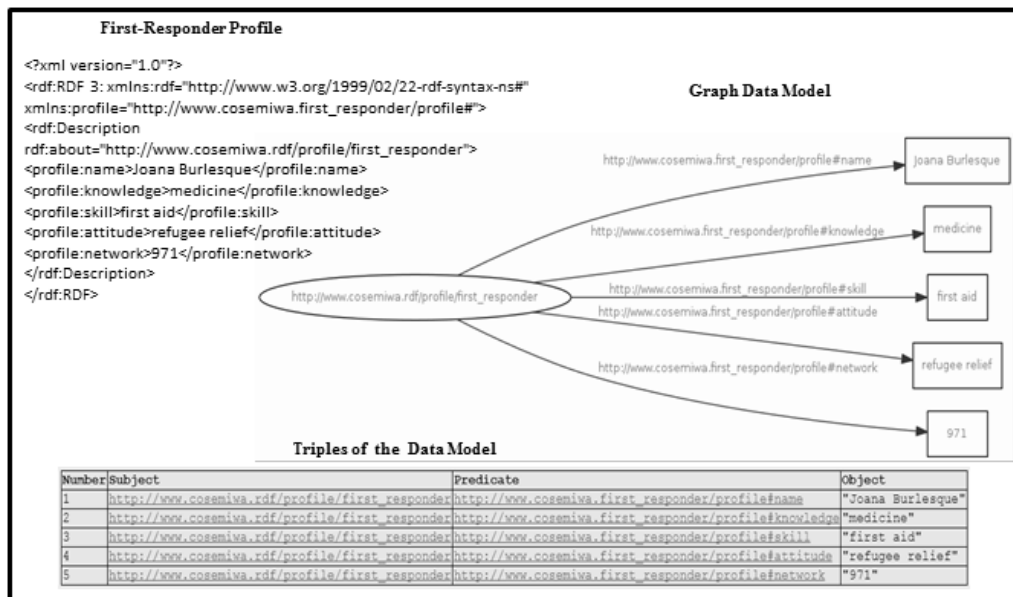 First-Responder Profile
<?xml version="1.0"?>
<rdf:RDF 3: xmlns:rdf="http://www.w3.org/1999/02/22-rdf-syntax-ns#"
xmlns:profile="http://www.cosemiwa.first_responder/profile#">
<rdf:Description
rdf:about="http://www.cosemiwa.rdf/profile/first_responder">
<profile:name>Joana Burlesque</profile:name>
<profile:knowledge>medicine</profile:knowledge>
<profile:skill>first aid</profile:skill>
<profile:attitude>refugee relief</profile:attitude>
<profile:network>971</profile:network>
</rdf:Description>
</rdf:RDF>
Graph Data Model
http://www.cosemiwa.rdf/profile/first_responder
http://www.cosemiwa.first_responder/profile#name
Joana Burlesque
http://www.cosemiwa.first_responder/profile#knowledge
medicine
http://www.cosemiwa.first_responder/profile#skill
first aid
http://www.cosemiwa.first_responder/profile#attitude
refugee relief
http://www.cosemiwa.first_responder/profile#network
971
Triples of the Data Model
Number Subject Predicate Object
1 http://www.cosemiwa.rdf/profile/first_responder http://www.cosemiwa.first_responder/profile#name "Joana Burlesque"
2 http://www.cosemiwa.rdf/profile/first_responder http://www.cosemiwa.first_responder/profile#knowledge "medicine"
3 http://www.cosemiwa.rdf/profile/first_responder http://www.cosemiwa.first_responder/profile#skill "first aid"
4 http://www.cosemiwa.rdf/profile/first_responder http://www.cosemiwa.first_responder/profile#attitude "refugee relief"
5 http://www.cosemiwa.rdf/profile/first_responder http://www.cosemiwa.first_responder/profile#network "971"